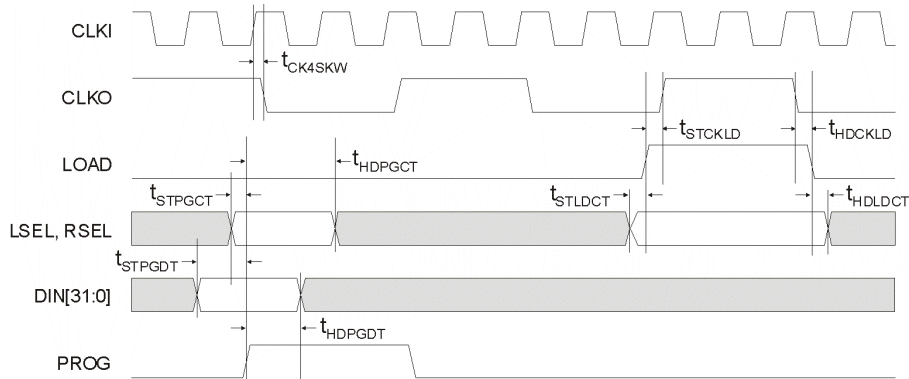 CLKI
tCK4SKW
CLKO
tSTCKLD
tHDCKLD
LOAD
tHDPGCT
tSTPGCT
tSTLDCT
tHDLDCT
LSEL, RSEL
tSTPGDT
DIN[31:0]
tHDPGDT
PROG